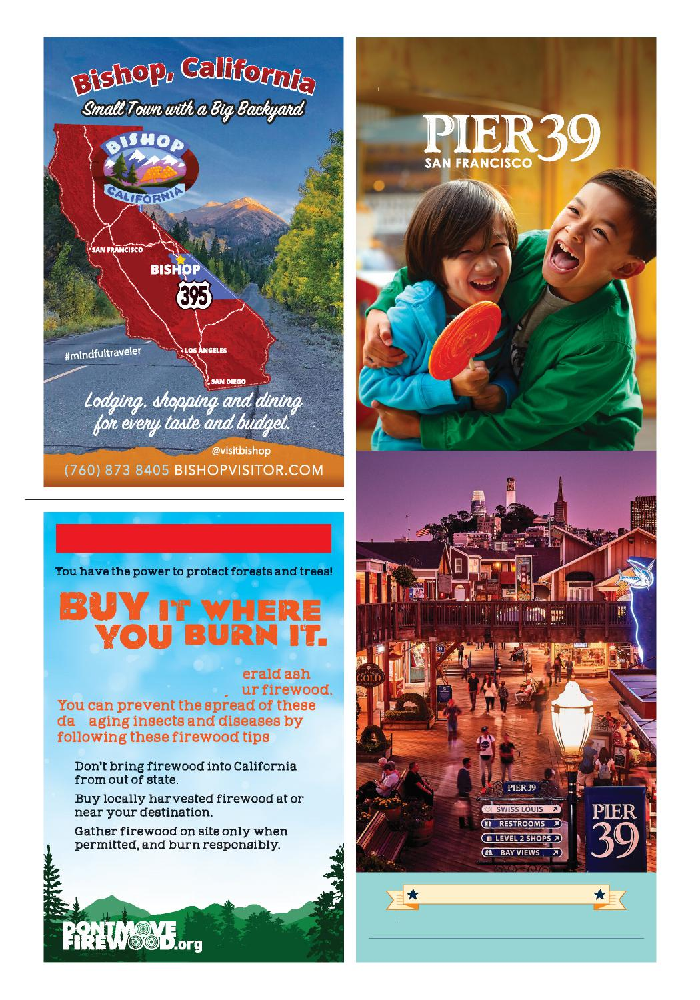 Bishop, California
Small Town with a Big Backyard
BISHOP
CALIFORNIA
SAN FRANCISCO
BISHOP
395
#mindfultraveler
LOS ANGELES
SAN DIEGO
Lodging, shopping and dining
for every taste and budget.
@visitbishop
(760) 873 8405 BISHOPVISITOR.COM
You have the power to protect forests and trees!
BUY IT WHERE
YOU BURN IT.
erald ash
ur firewood.
You can prevent the spread of these
da aging insects and diseases by
following these firewood tips
Don't bring firewood into California
from out of state.
Buy locally harvested firewood at or
near your destination.
Gather firewood on site only when
permitted, and burn responsibly.
DONTMOVE
FIREWOOD.org
PIER 39
SAN FRANCISCO
GOLD
PIER 39
SWISS LOUIS
RESTROOMS
LEVEL 2 SHOPS
BAY VIEWS
PIER
39